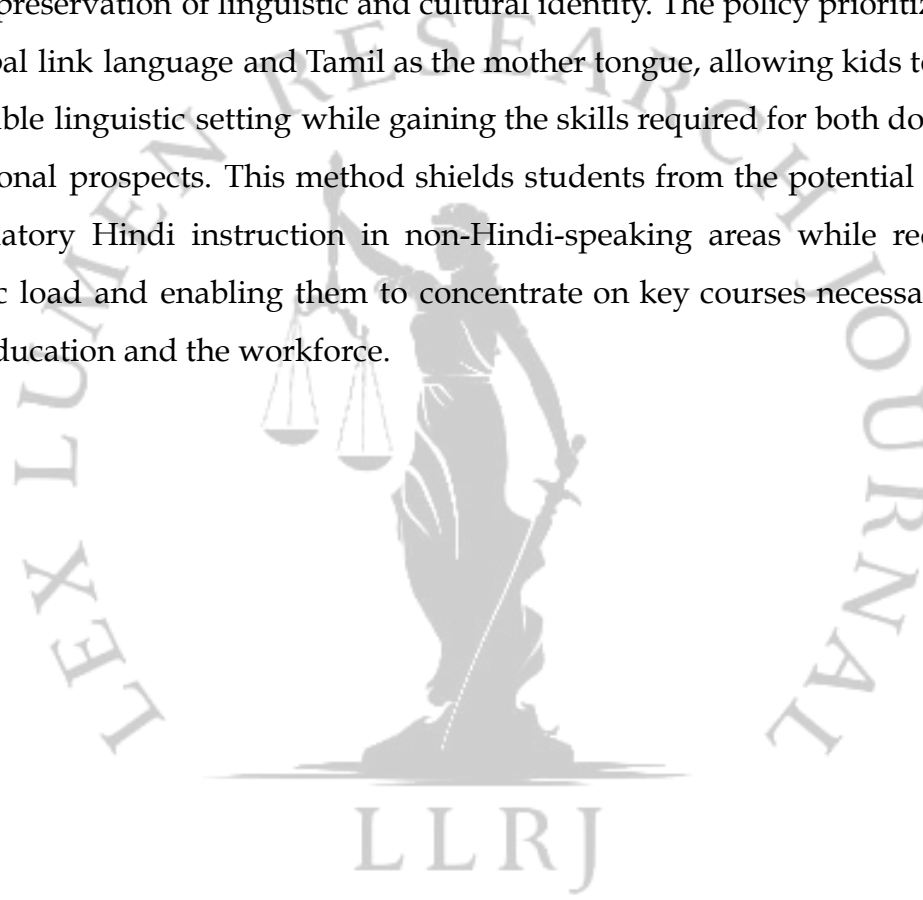 preservation of linguistic and cultural identity. The policy prioritiz
bal link language and Tamil as the mother tongue, allowing kids t
ible linguistic setting while gaining the skills required for both do
onal prospects. This method shields students from the potential
latory Hindi instruction in non-Hindi-speaking areas while re
c load and enabling them to concentrate on key courses necessa
ducation and the workforce.
LEX LUMEN RESEARCH JOURNAL
LLRJ